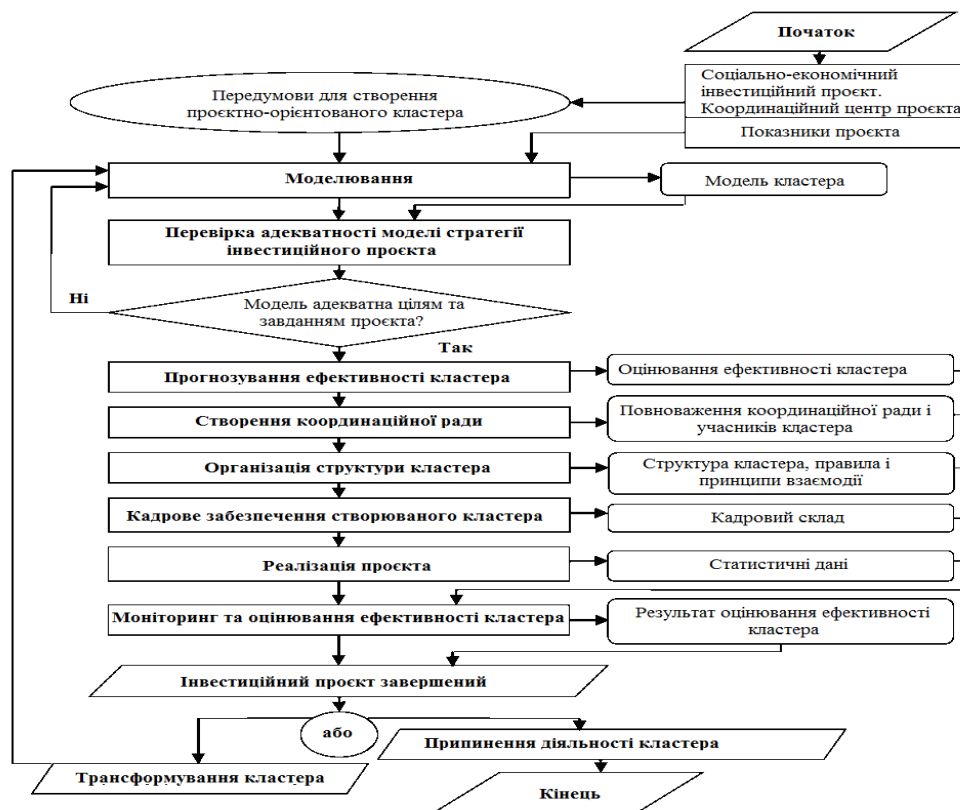 Початок
Соціально-економічний
інвестиційний проєкт.
Координаційний центр проєкта
Показники проєкта
Передумови для створення
проєктно-орієнтованого кластера
Моделювання
Модель кластера
Перевірка адекватності моделі стратегії
інвестиційного проєкта
Ні
Модель адекватна цілям та
завданням проєкта?
Так
Прогнозування ефективності кластера
Оцінювання ефективності кластера
Створення координаційної ради
Повноваження координаційної ради і
учасників кластера
Організація структури кластера
Структура кластера, правила і
принципи взаємодії
Кадрове забезпечення створюваного кластера
Кадровий склад
Реалізація проєкта
Статистичні дані
Моніторинг та оцінювання ефективності кластера
Результат оцінювання ефективності
кластера
Інвестиційний проєкт завершений
або
Припинення діяльності кластера
Трансформування кластера
Кінець